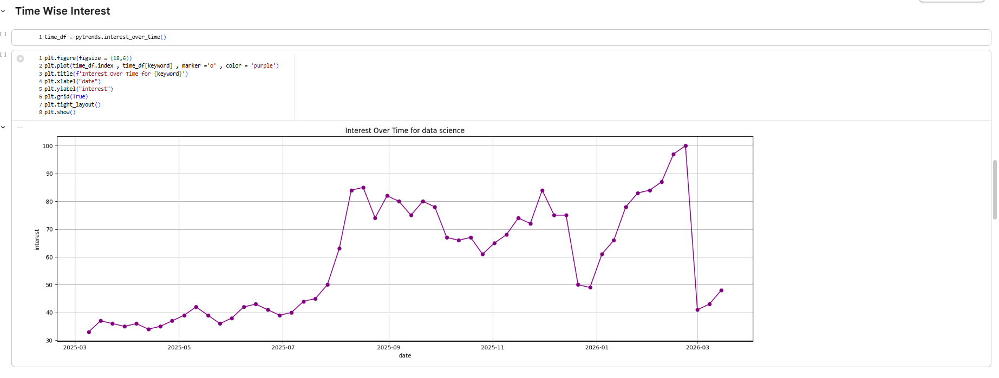 Time Wise Interest
[ ]
1 time_df = pytrends.interest_over_time()
[ ]
1 plt.figure(figsize = (18,6))
2 plt.plot(time_df.index , time_df[keyword] , marker ='o' , color = 'purple')
3 plt.title(f'Interest Over Time for {keyword}')
4 plt.xlabel("date")
5 plt.ylabel("interest")
6 plt.grid(True)
7 plt.tight_layout()
8 plt.show()
...
Interest Over Time for data science
100
90
80
70
60
50
40
30
interest
2025-03 2025-05 2025-07 2025-09 2025-11 2026-01 2026-03
date